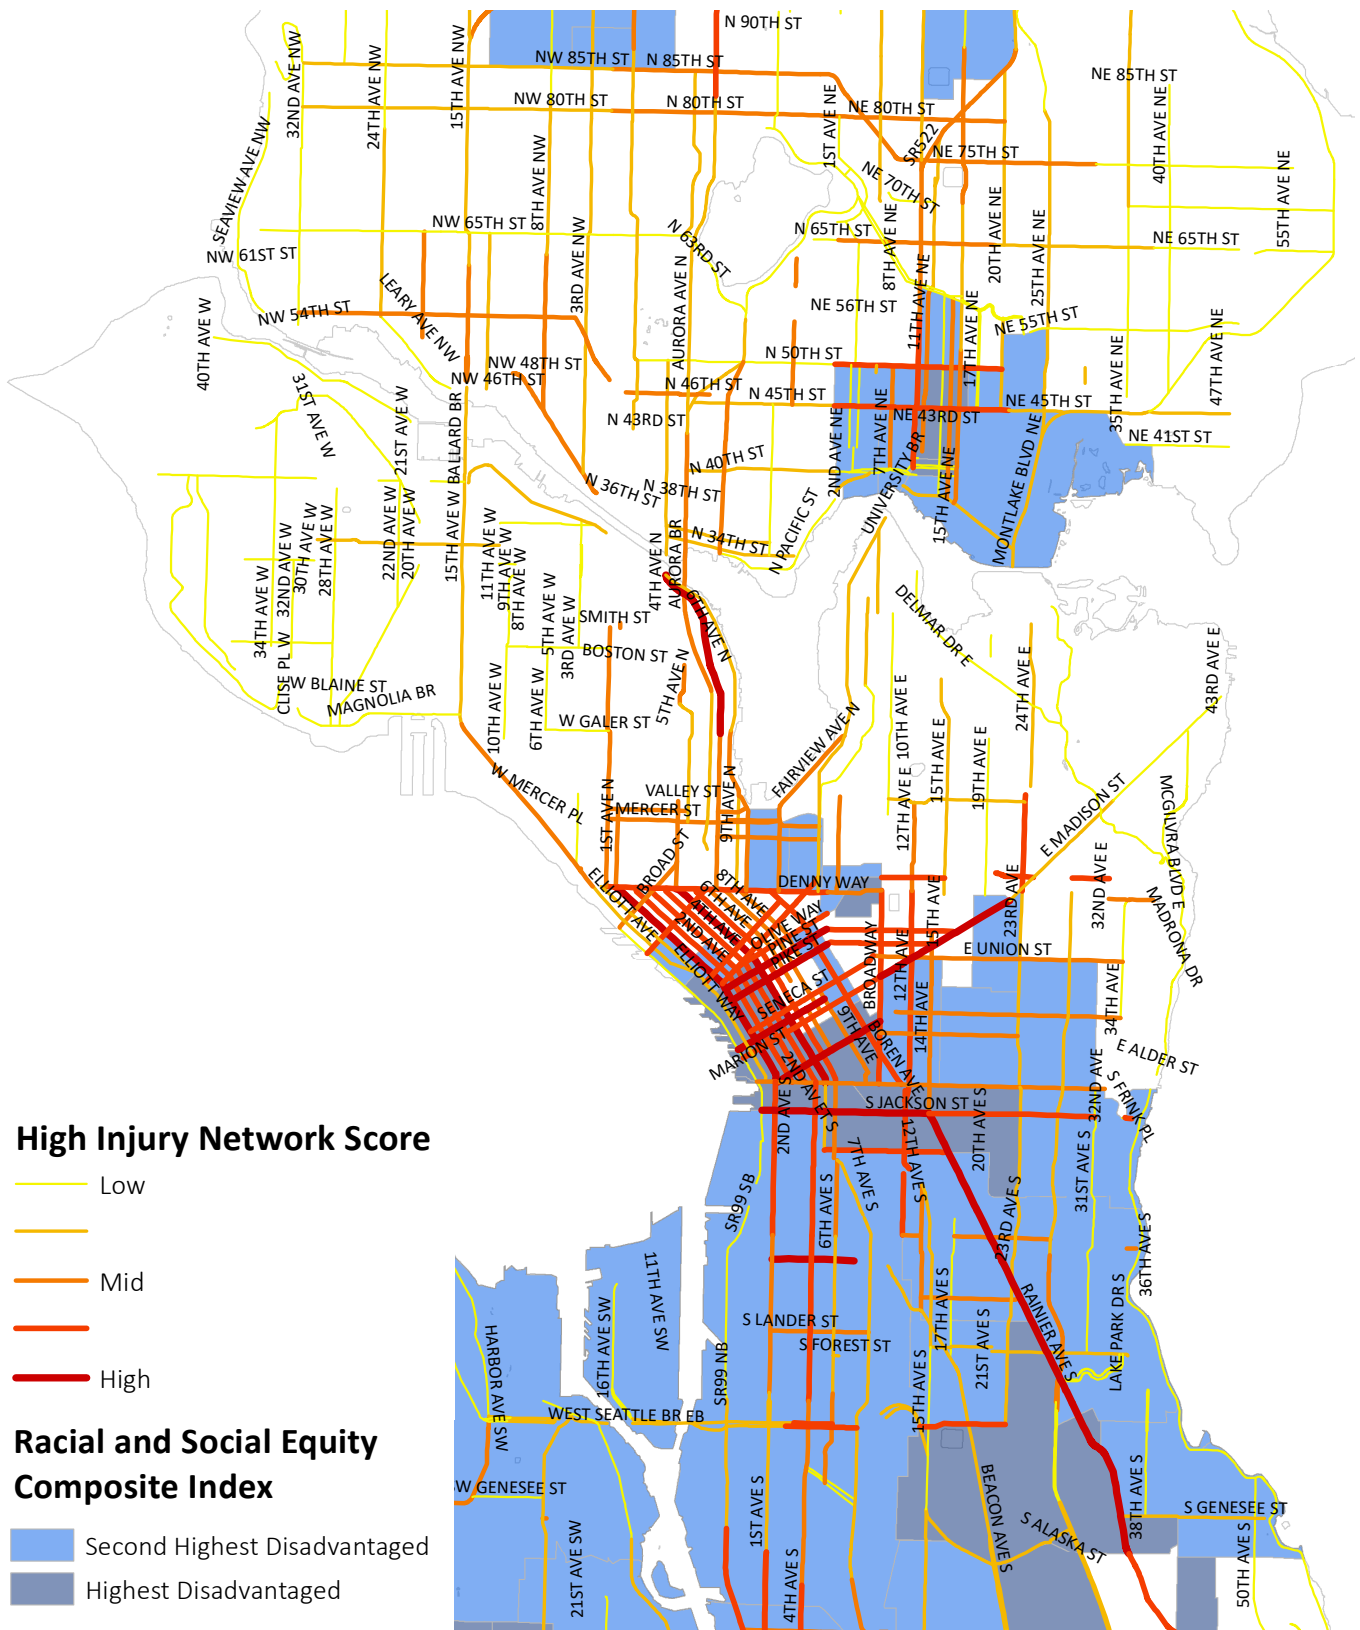 N 90TH ST
NW 85TH ST
N 85TH ST
NE 85TH ST
NW 80TH ST
N 80TH ST
NE 80TH ST
32ND AVE NW
24TH AVE NW
15TH AVE NW
8TH AVE NW
3RD AVE NW
SEAVIEW AVE NW
1ST AVE NE
SR522
NE 75TH ST
NE 70TH ST
40TH AVE NE
55TH AVE NE
20TH AVE NE
25TH AVE NE
8TH AVE NE
11TH AVE NE
17TH AVE NE
NW 65TH ST
N 63RD ST
N 65TH ST
NE 65TH ST
NW 61ST ST
AURORA AVE N
40TH AVE W
NW 54TH ST
LEARY AVE NW
NE 56TH ST
NE 55TH ST
35TH AVE NE
47TH AVE NE
NW 48TH ST
NW 46TH ST
N 50TH ST
N 46TH ST
N 45TH ST
NE 45TH ST
NE 43RD ST
N 43RD ST
NE 41ST ST
31ST AVE W
21ST AVE W
BALLARD BR
15TH AVE W
2ND AVE NE
7TH AVE NE
UNIVERSITY BR
15TH AVE NE
MONTLAKE BLVD NE
N 40TH ST
N 38TH ST
N 36TH ST
N 34TH ST
N PACIFIC ST
34TH AVE W
32ND AVE W
30TH AVE W
28TH AVE W
22ND AVE W
20TH AVE W
11TH AVE W
9TH AVE W
8TH AVE W
5TH AVE W
3RD AVE W
4TH AVE N
AURORA BR
6TH AVE N
SMITH ST
BOSTON ST
5TH AVE N
CLISE PL W
W BLAINE ST
MAGNOLIA BR
10TH AVE W
6TH AVE W
W GALER ST
DELMAR DR E
10TH AVE E
12TH AVE E
15TH AVE E
19TH AVE E
24TH AVE E
43RD AVE E
FAIRVIEW AVE N
W MERCER PL
1ST AVE N
VALLEY ST
MERCER ST
9TH AVE N
E MADISON ST
MCGILVRA BLVD E
BROAD ST
ELLIOTT AVE
DENNY WAY
8TH AVE
6TH AVE
4TH AVE
2ND AVE
OLIVE WAY
PINE ST
PIKE ST
ELLIOTT WAY
SENECA ST
MARION ST
BROADWAY
12TH AVE
15TH AVE
14TH AVE
23RD AVE
32ND AVE E
MADRONA DR
E UNION ST
34TH AVE
9TH AVE
BOREN AVE
E ALDER ST
32ND AVE
S FRINK PL
2ND AV ET S
2ND AVE S
S JACKSON ST
20TH AVE S
12TH AVE S
7TH AVE S
6TH AVE S
SR99 SB
23RD AVE S
31ST AVE S
36TH AVE S
11TH AVE SW
16TH AVE SW
HARBOR AVE SW
S LANDER ST
S FOREST ST
SR99 NB
17TH AVE S
21ST AVE S
RAINIER AVE S
LAKE PARK DR S
15TH AVE S
WEST SEATTLE BR EB
W GENESEE ST
21ST AVE SW
1ST AVE S
4TH AVE S
BEACON AVE S
S ALASKA ST
38TH AVE S
S GENESEE ST
50TH AVE S
High Injury Network Score
Low
Mid
High
Racial and Social Equity
Composite Index
Second Highest Disadvantaged
Highest Disadvantaged